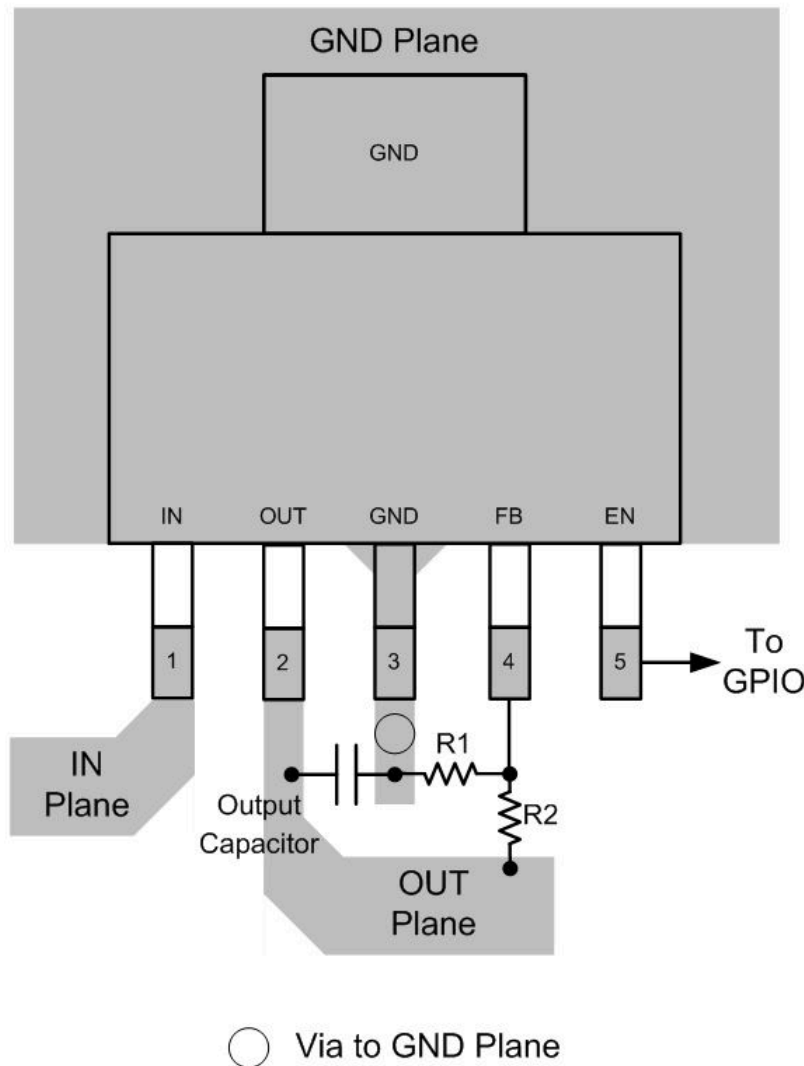 GND Plane
GND
IN OUT GND FB EN
1 2 3 4 5
To
GPIO
R1
IN
Plane
Output
Capacitor
R2
OUT
Plane
Via to GND Plane